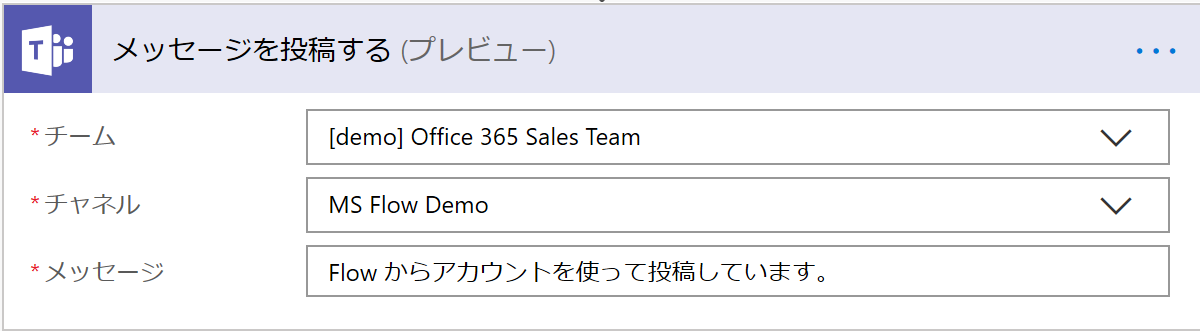 メッセージを投稿する (プレビュー)
* チーム
[demo] Office 365 Sales Team
* チャネル
MS Flow Demo
* メッセージ
Flow からアカウントを使って投稿しています。